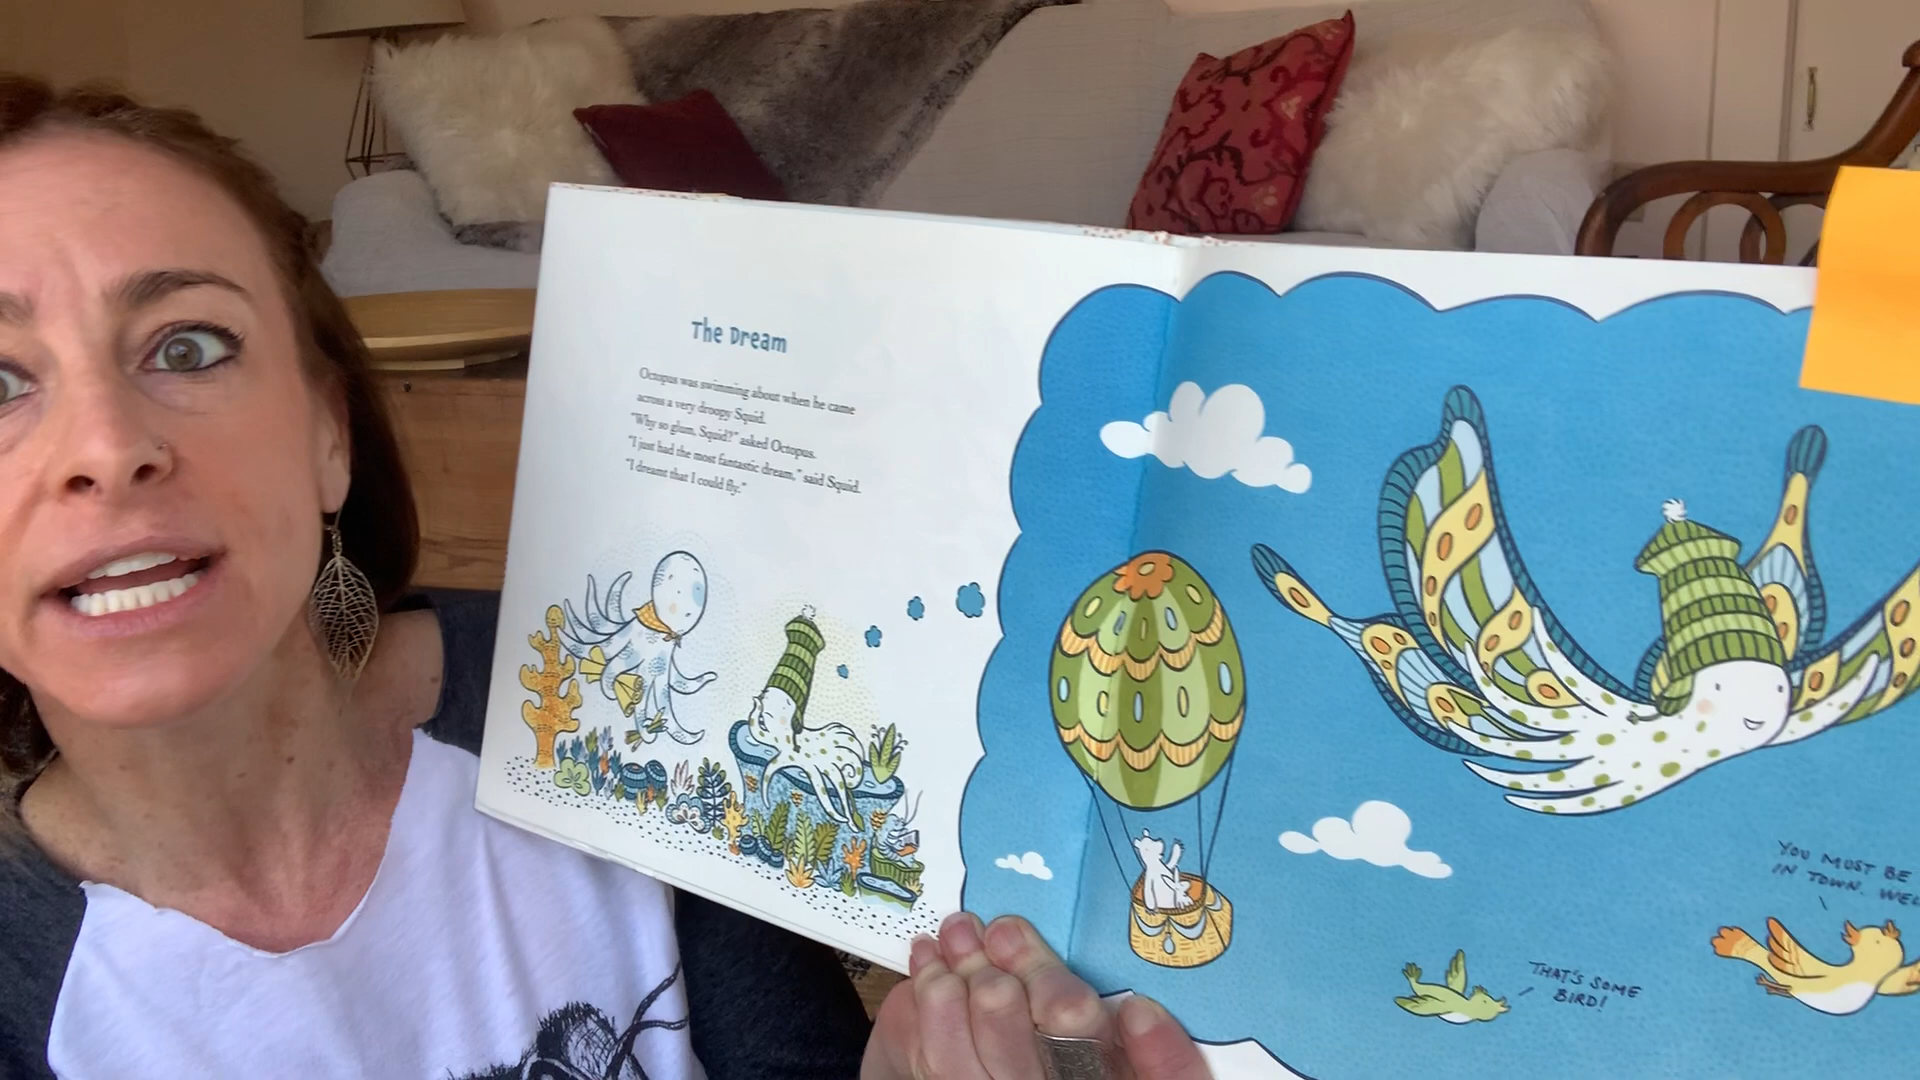 The Dream
Octopus was swimming about when he came
across a very droopy Squid.
"Why so glum, Squid?" asked Octopus.
"I just had the most fantastic dream," said Squid.
"I dreamt that I could fly."
YOU MUST BE
IN TOWN.
THAT'S SOME
BIRD!